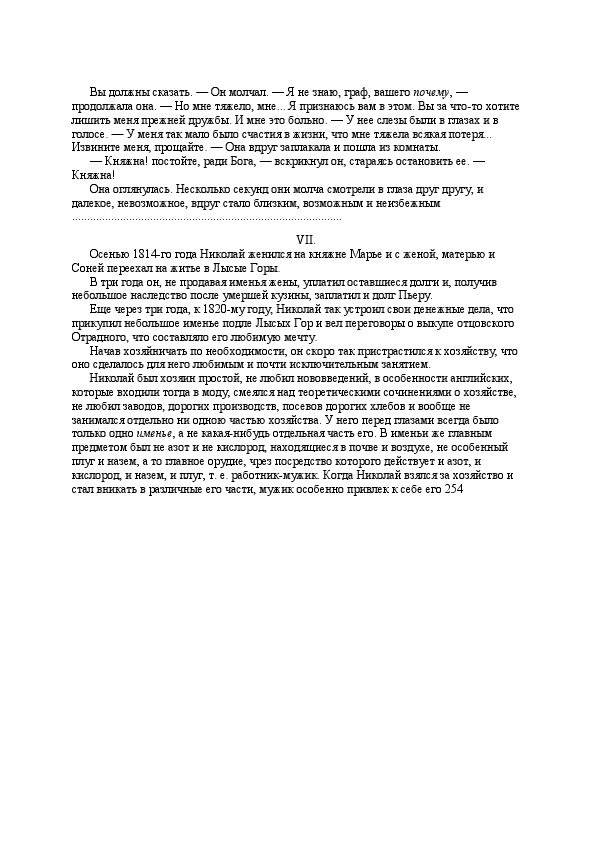 Вы должны сказать. — Он молчал. — Я не знаю, граф, вашего почему, —
продолжала она. — Но мне тяжело, мне... Я признаюсь вам в этом. Вы за что-то хотите
лишить меня прежней дружбы. И мне это больно. — У нее слезы были в глазах и в
голосе. — У меня так мало было счастия в жизни, что мне тяжела всякая потеря...
Извините меня, прощайте. — Она вдруг заплакала и пошла из комнаты.
— Княжна! постойте, ради Бога, — вскрикнул он, стараясь остановить ее. —
Княжна!
Она оглянулась. Несколько секунд они молча смотрели в глаза друг другу, и
далекое, невозможное, вдруг стало близким, возможным и неизбежным
..........................................................................................
VII.
Осенью 1814-го года Николай женился на княжне Марье и с женой, матерью и
Соней переехал на житье в Лысые Горы.
В три года он, не продавая именья жены, уплатил оставшиеся долги и, получив
небольшое наследство после умершей кузины, заплатил и долг Пьеру.
Еще через три года, к 1820-му году, Николай так устроил свои денежные дела, что
прикупил небольшое именье подле Лысых Гор и вел переговоры о выкупе отцовского
Отрадного, что составляло его любимую мечту.
Начав хозяйничать по необходимости, он скоро так пристрастился к хозяйству, что
оно сделалось для него любимым и почти исключительным занятием.
Николай был хозяин простой, не любил нововведений, в особенности английских,
которые входили тогда в моду, смеялся над теоретическими сочинениями о хозяйстве,
не любил заводов, дорогих производств, посевов дорогих хлебов и вообще не
занимался отдельно ни одною частью хозяйства. У него перед глазами всегда было
только одно именье, а не какая-нибудь отдельная часть его. В именьи же главным
предметом был не азот и не кислород, находящиеся в почве и воздухе, не особенный
плуг и назем, а то главное орудие, чрез посредство которого действует и азот, и
кислород, и назем, и плуг, т. е. работник-мужик. Когда Николай взялся за хозяйство и
стал вникать в различные его части, мужик особенно привлек к себе его 254